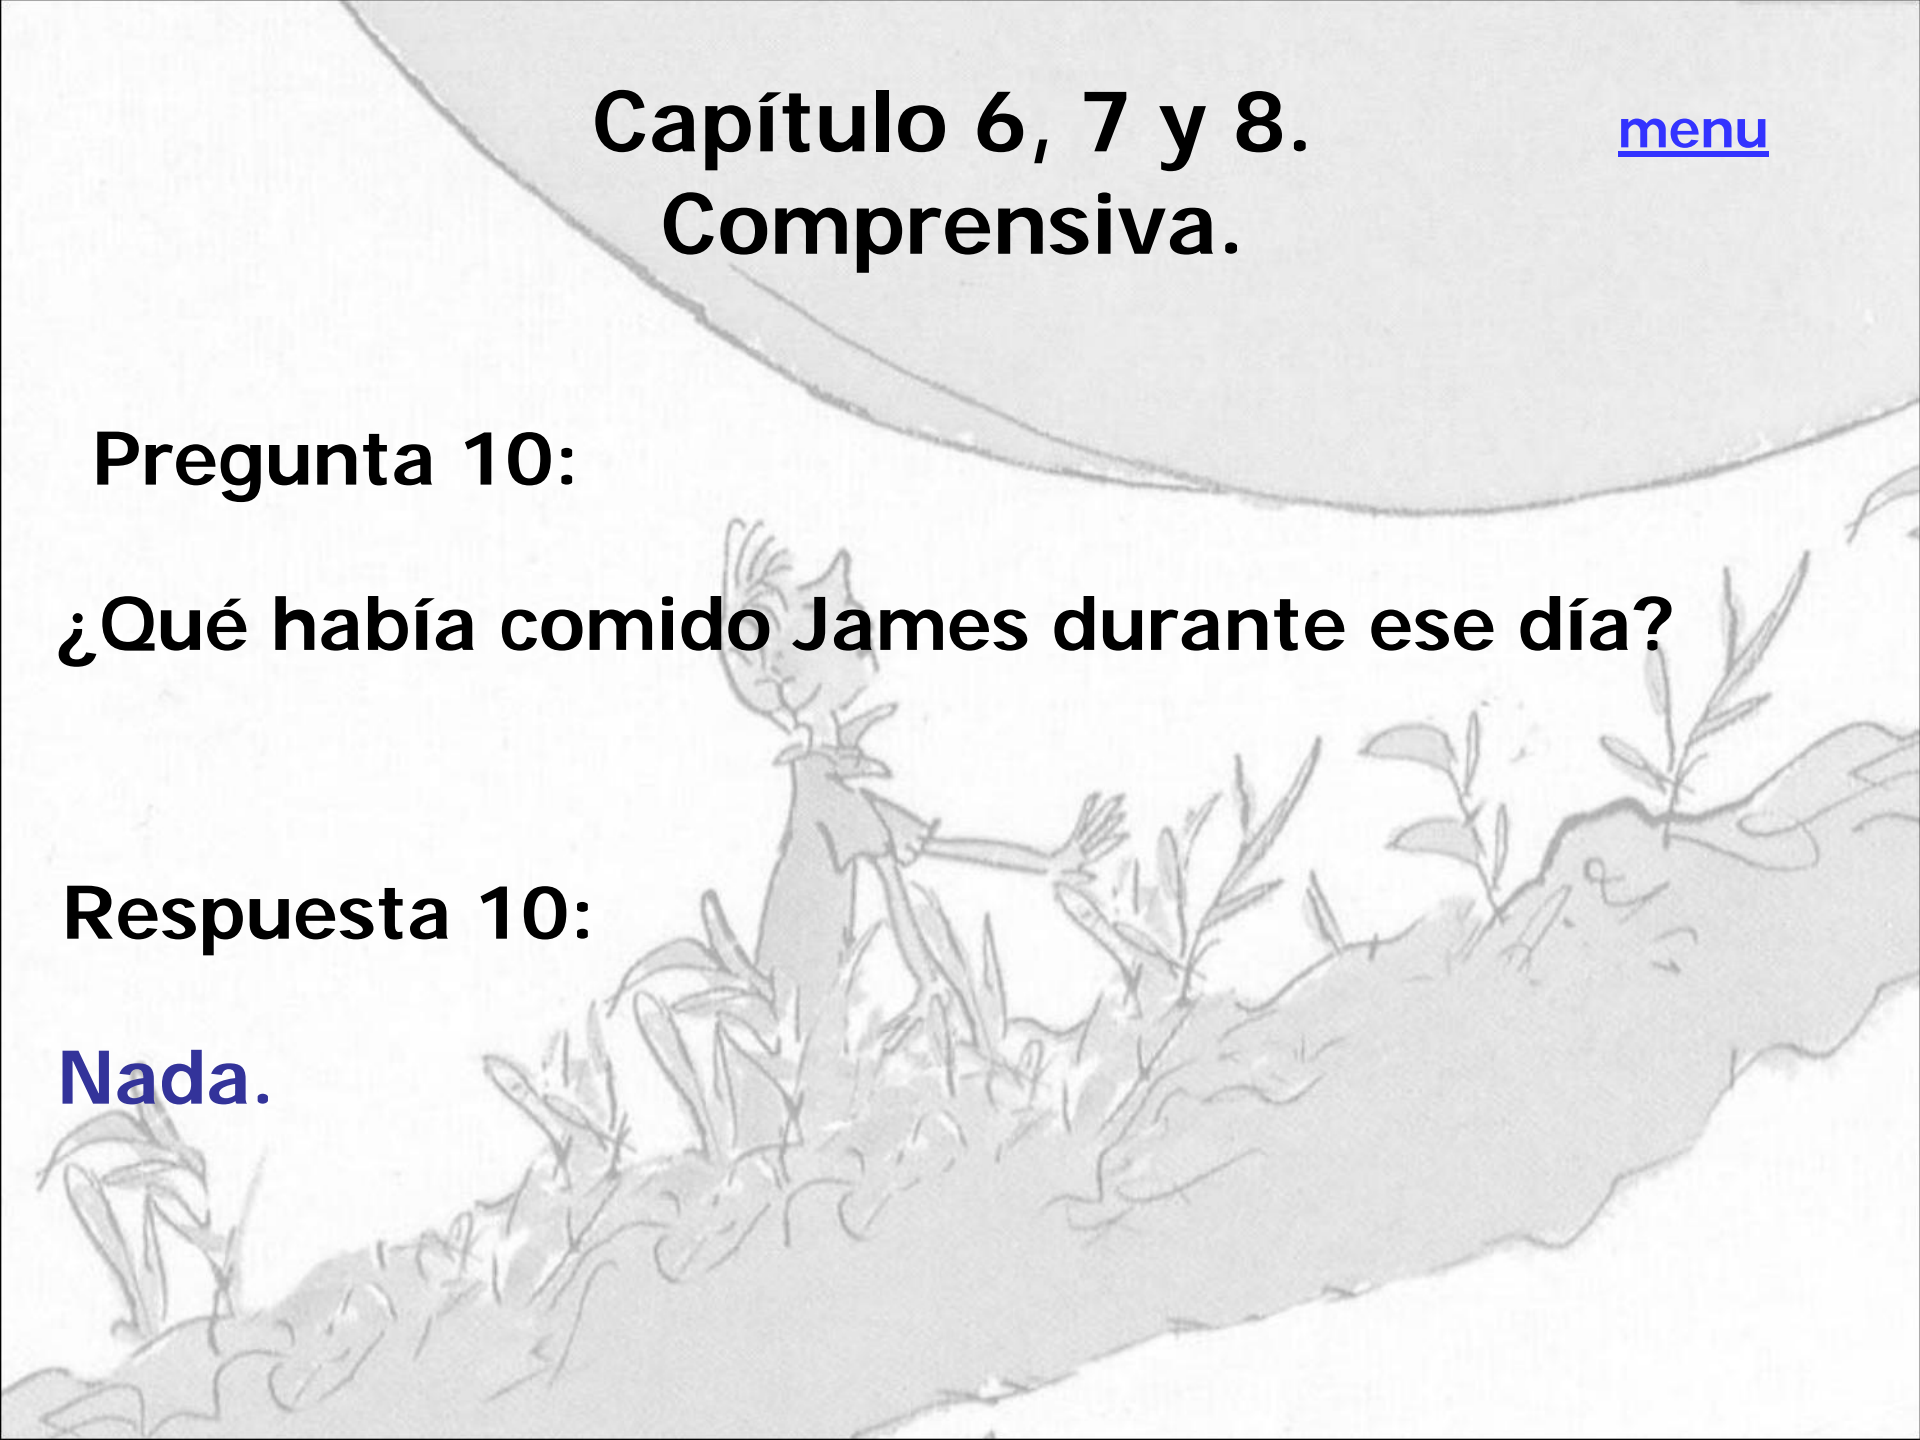 Capítulo 6, 7 y 8.
menu
Comprensiva.
Pregunta 10:
¿Qué había comido James durante ese día?
Respuesta 10:
Nada.